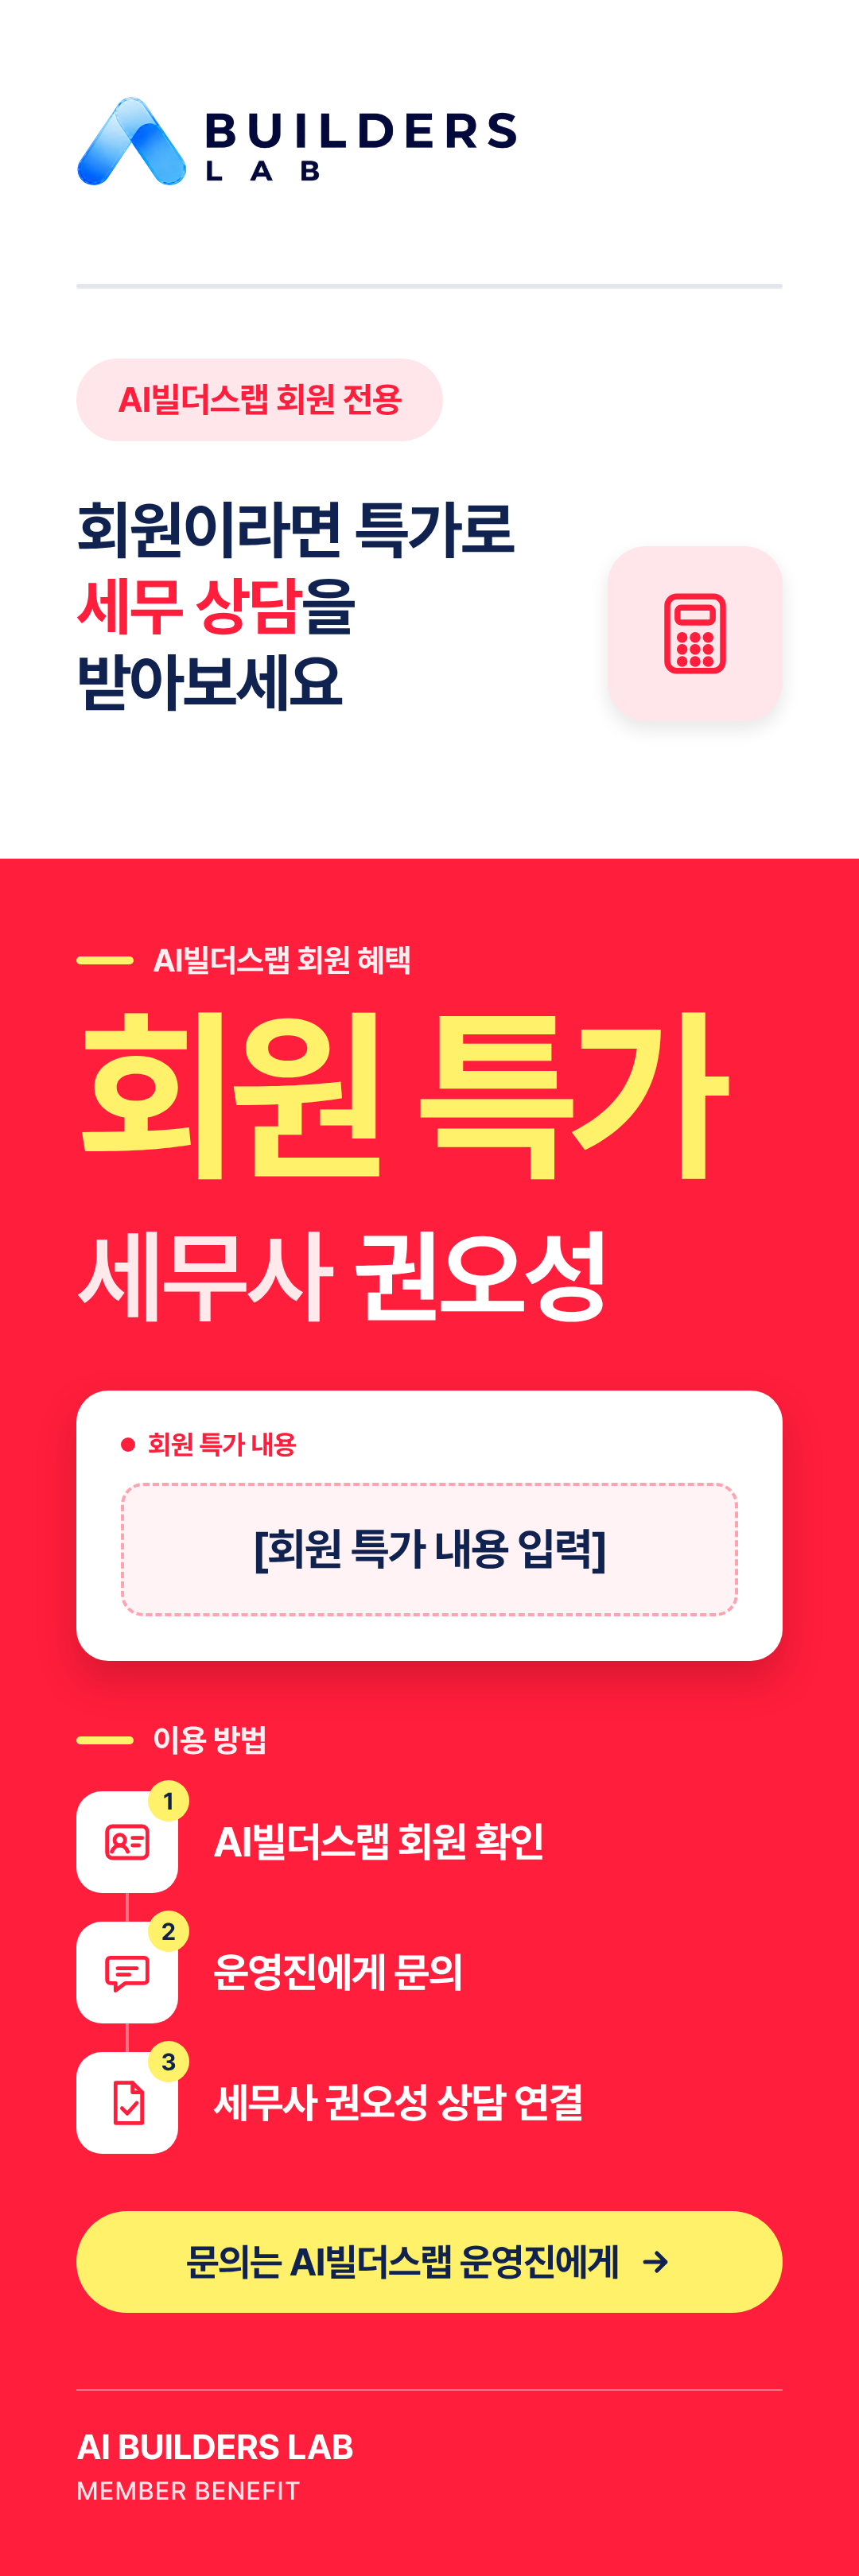 BUILDERS
LAB
AI빌더스랩 회원 전용
회원이라면 특가로
세무 상담을
받아보세요
AI빌더스랩 회원 혜택
회원 특가
세무사 권오성
회원 특가 내용
[회원 특가 내용 입력]
이용 방법
1
AI빌더스랩 회원 확인
2
운영진에게 문의
3
세무사 권오성 상담 연결
문의는 AI빌더스랩 운영진에게 →
AI BUILDERS LAB
MEMBER BENEFIT